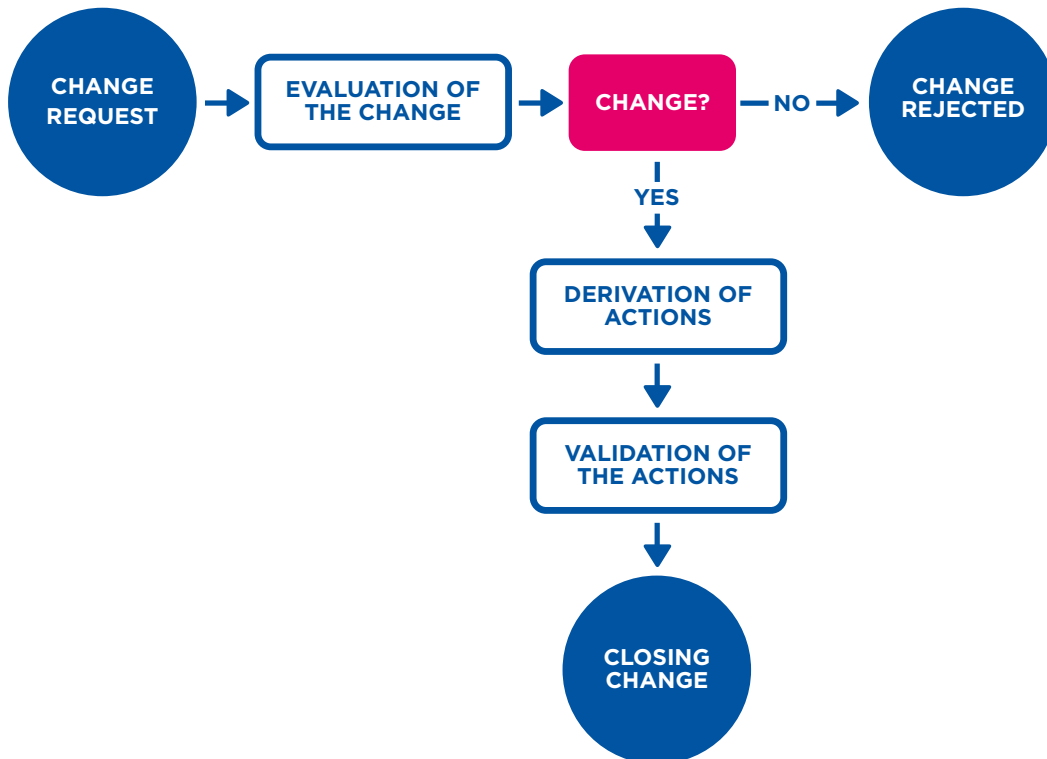 CHANGE
REQUEST
EVALUATION OF
THE CHANGE
CHANGE?
NO
CHANGE
REJECTED
YES
DERIVATION OF
ACTIONS
VALIDATION OF
THE ACTIONS
CLOSING
CHANGE